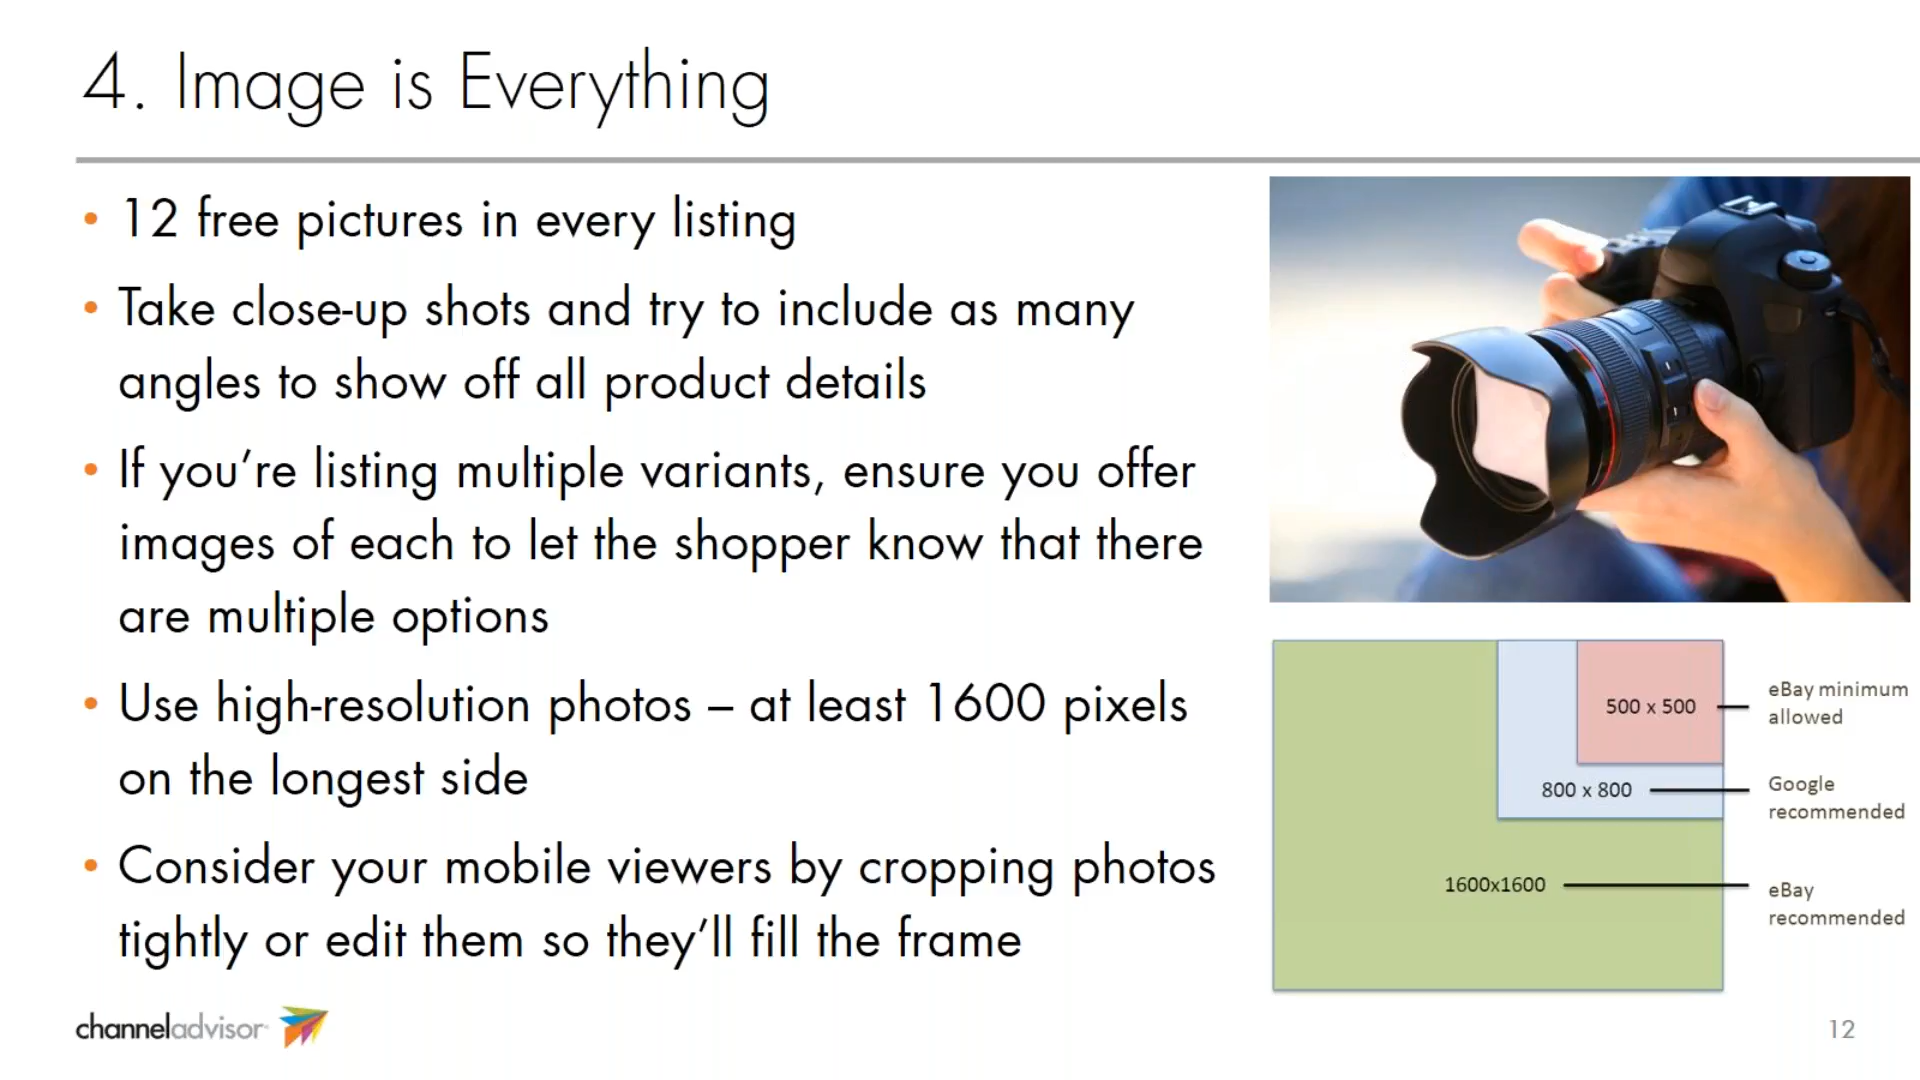 4. Image is Everything
• 12 free pictures in every listing
• Take close-up shots and try to include as many
angles to show off all product details
• If you’re listing multiple variants, ensure you offer
images of each to let the shopper know that there
are multiple options
• Use high-resolution photos – at least 1600 pixels
on the longest side
• Consider your mobile viewers by cropping photos
tightly or edit them so they’ll fill the frame
500 x 500
eBay minimum
allowed
800 x 800
Google
recommended
1600x1600
eBay
recommended
channeladvisor
12